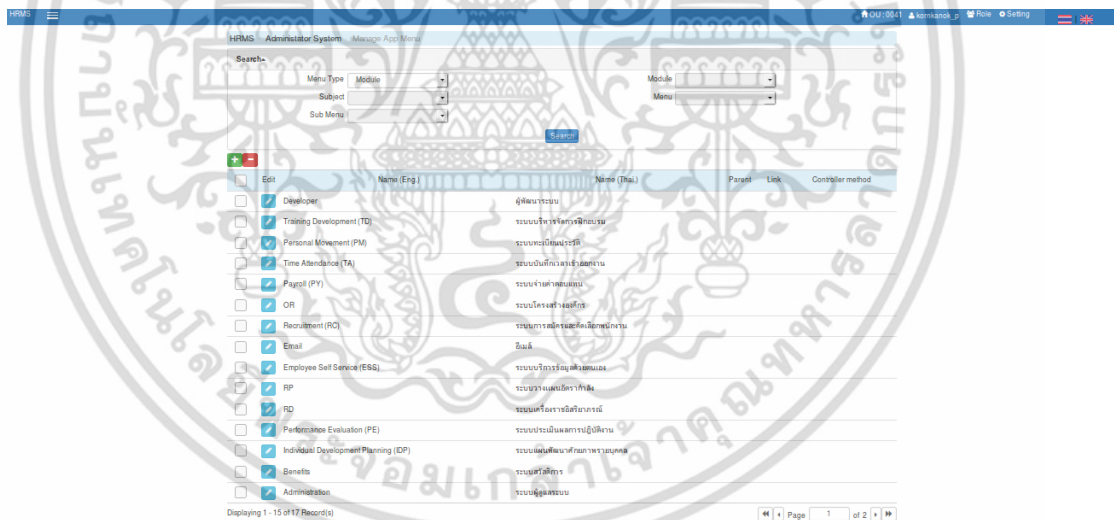 HRMS OU : 0041 kornkanok_p Role Setting
HRMS Administator System Manage App Menu
Search
Menu Type Module Module
Subject Menu
Sub Menu
Search
Edit Name (Eng.) Name (Thai.) Parent Link Controller method
Developer ผู้พัฒนาระบบ
Training Development (TD) ระบบบริหารจัดการฝึกอบรม
Personal Movement (PM) ระบบทะเบียนประวัติ
Time Attendance (TA) ระบบบันทึกเวลาเข้าออกงาน
Payroll (PY) ระบบจ่ายค่าตอบแทน
OR ระบบโครงสร้างองค์กร
Recruitment (RC) ระบบการสมัครและคัดเลือกพนักงาน
Email อีเมล์
Employee Self Service (ESS) ระบบบริการข้อมูลด้วยตนเอง
RP ระบบวางแผนอัตรากำลัง
RD ระบบเครื่องราชอิสริยาภรณ์
Performance Evaluation (PE) ระบบประเมินผลการปฏิบัติงาน
Individual Development Planning (IDP) ระบบแผนพัฒนาศักยภาพรายบุคคล
Benefits ระบบสวัสดิการ
Administration ระบบผู้ดูแลระบบ
Displaying 1 - 15 of 17 Record(s) Page 1 of 2